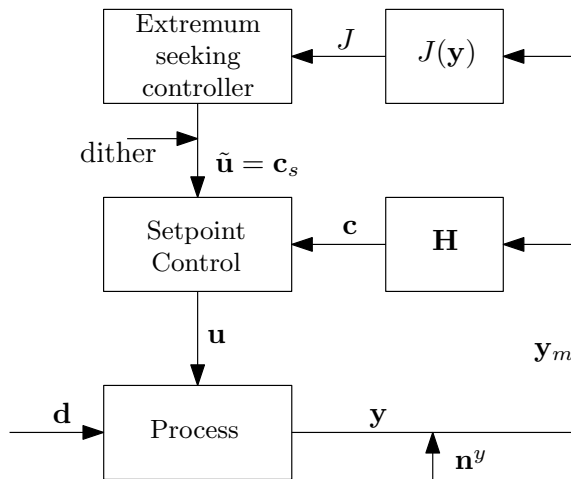 Extremum
seeking
controller
J
J(y)
dither
ũ = c_s
Setpoint
Control
c
H
u
y_m
d
Process
y
n^y